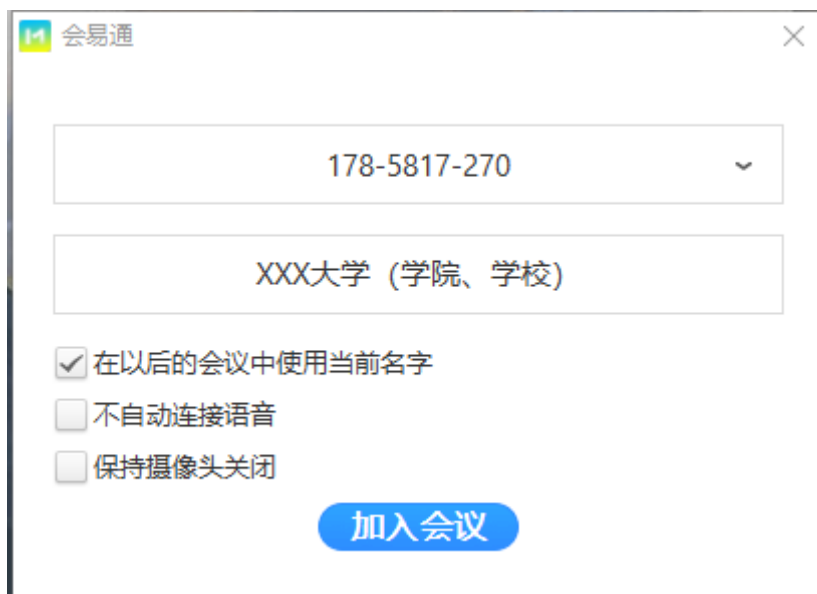 会易通
178-5817-270
XXX大学（学院、学校）
在以后的会议中使用当前名字
不自动连接语音
保持摄像头关闭
加入会议